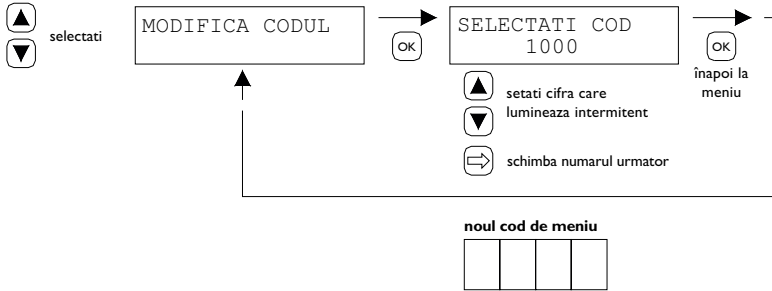 selectati
MODIFICA CODUL
OK
SELECTATI COD
1000
OK
înapoi la
meniu
setati cifra care
lumineaza intermitent
schimba numarul urmator
noul cod de meniu